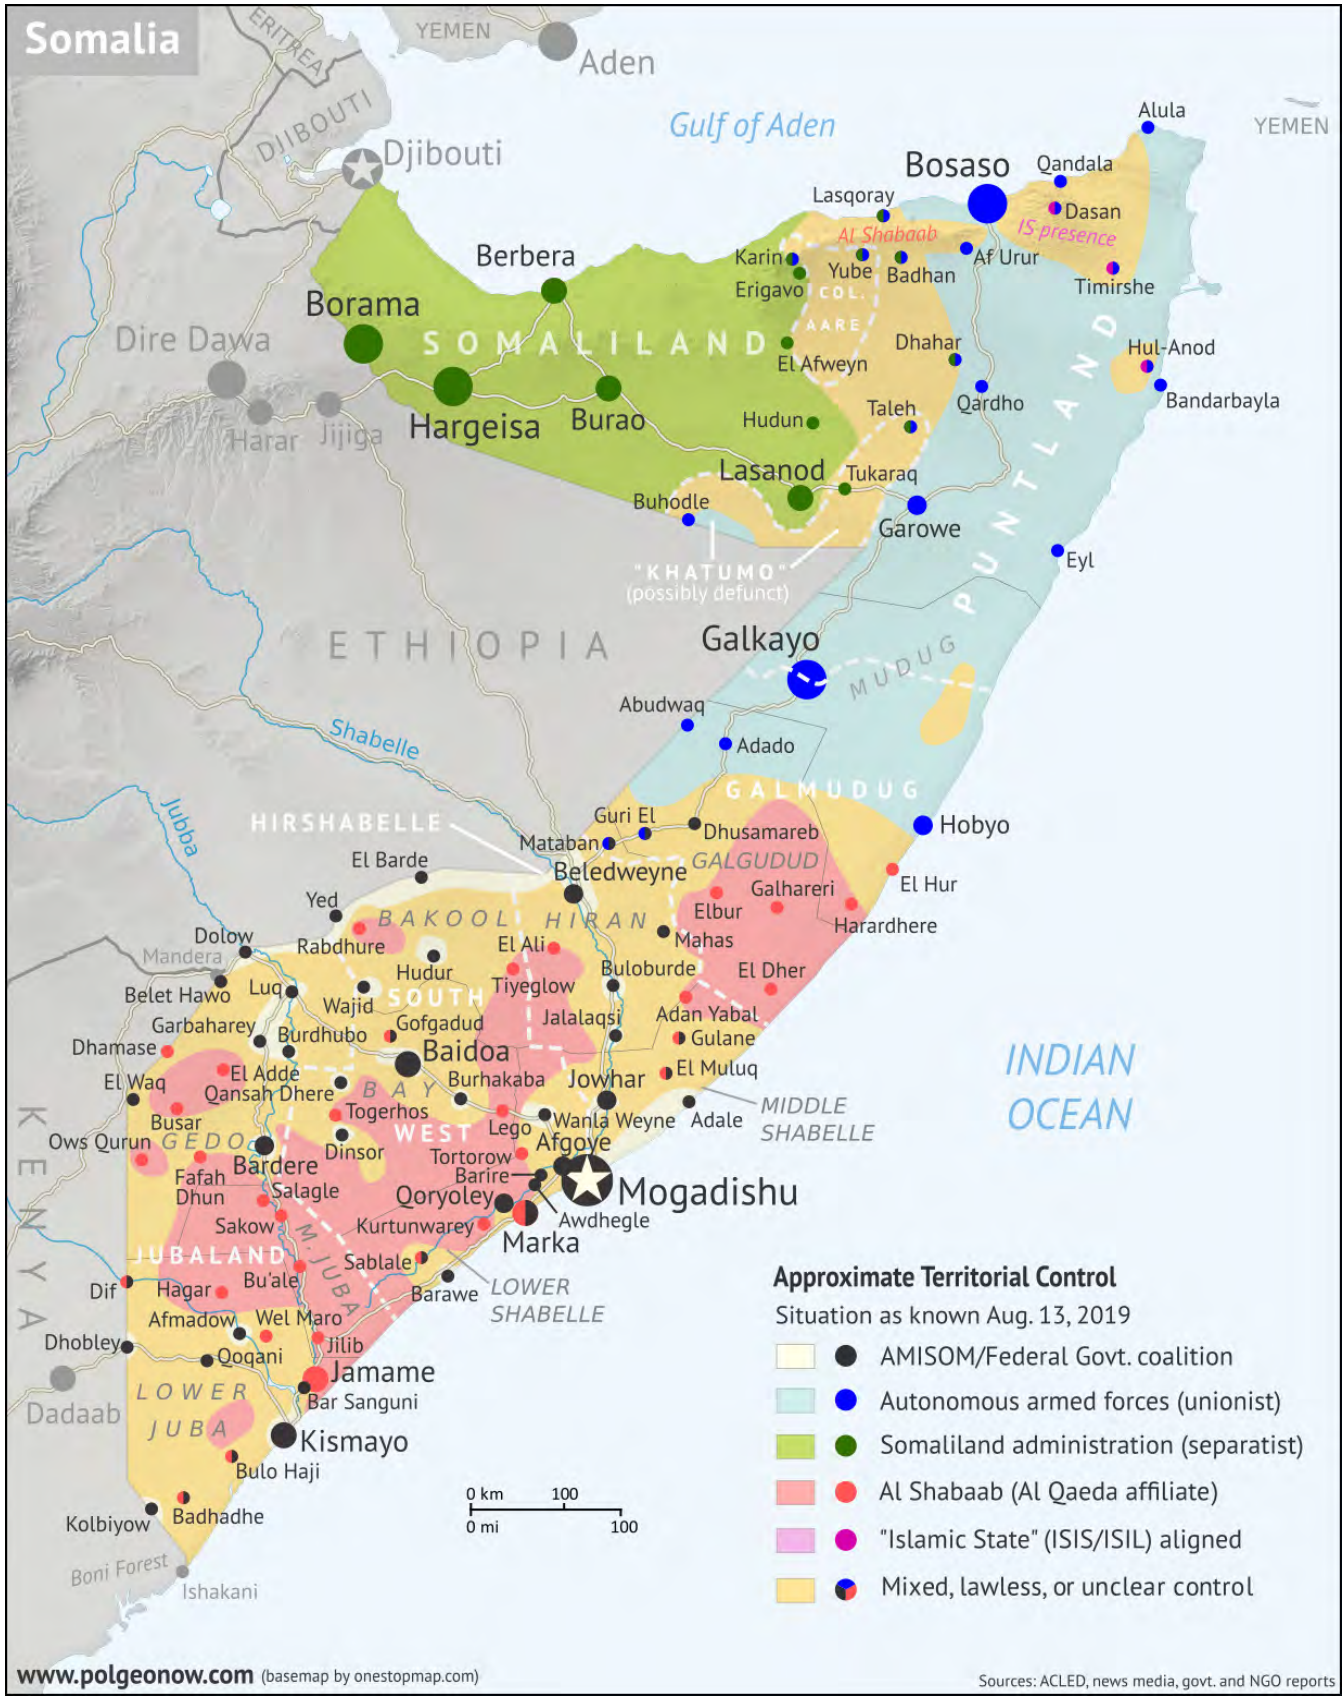 Somalia
ERITREA
YEMEN
Aden
DJIBOUTI
Djibouti
Gulf of Aden
Alula
YEMEN
Bosaso
Qandala
Lasqoray
Dasan
IS presence
Al Shabaab
Karin
Yube
Badhan
Af Urur
Timirshe
Erigavo
COL.
AARE
Berbera
Borama
SOMALILAND
Dire Dawa
El Afweyn
Dhahar
Hul-Anod
Qardho
Bandarbayla
Harar
Jijiga
Hargeisa
Burao
Hudun
Taleh
PUNTLAND
Lasanod
Tukaraq
Buhodle
Garowe
"KHATUMO"
(possibly defunct)
Eyl
ETHIOPIA
Galkayo
MUDUG
Abudwaq
Adado
Shabelle
Jubba
GALMUDUG
HIRSHABELLE
Guri El
Mataban
Dhusamareb
Hobyo
GALGUDUD
El Barde
Beledweyne
El Hur
Galhareri
Yed
BAKOOL
HIRAN
Elbur
Harardhere
Dolow
Mandera
Rabdhure
El Ali
Mahas
Hudur
Buloburde
El Dher
Belet Hawo
Luq
Wajid
SOUTH
Tiyeglow
Adan Yabal
Garbaharey
Burdhubo
Gofgadud
Jalalaqsi
Gulane
Dhamase
Baidoa
El Muluq
El Adde
INDIAN
OCEAN
El Waq
Qansah Dhere
BAY
Burhakaba
Jowhar
Busar
Togerhos
Lego
Wanla Weyne
Adale
MIDDLE
SHABELLE
KENYA
Ows Qurun
GEDO
WEST
Afgoye
Bardere
Dinsor
Tortorow
Fafah
Dhun
Barire
Salagle
Qoryoley
Mogadishu
Sakow
M. JUBA
Kurtunwarey
Awdhegle
Marka
JUBALAND
Sablale
LOWER
SHABELLE
Dif
Hagar
Bu'ale
Barawe
Afmadow
Wel Maro
Dhobley
Qoqani
Jilib
Jamame
Dadaab
LOWER
JUBA
Bar Sanguni
Kismayo
Bulo Haji
Kolbiyow
Badhadhe
Boni Forest
Ishakani
0 km 100
0 mi 100
Approximate Territorial Control
Situation as known Aug. 13, 2019
AMISOM/Federal Govt. coalition
Autonomous armed forces (unionist)
Somaliland administration (separatist)
Al Shabaab (Al Qaeda affiliate)
"Islamic State" (ISIS/ISIL) aligned
Mixed, lawless, or unclear control
www.polgeonow.com (basemap by onestopmap.com)
Sources: ACLED, news media, govt. and NGO reports